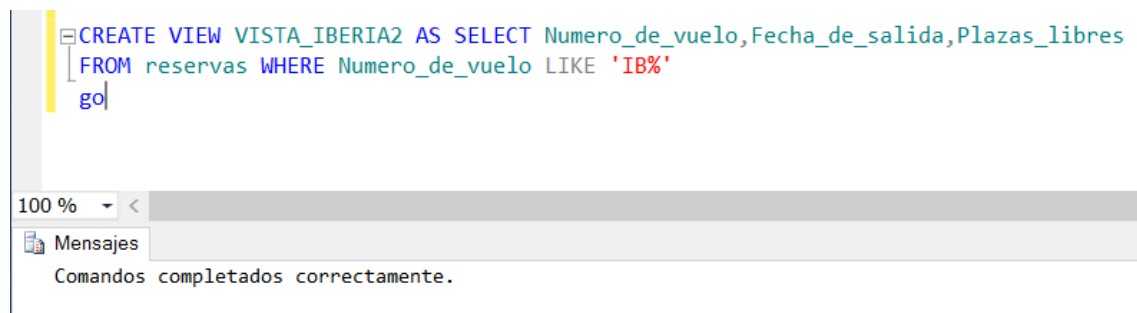 CREATE VIEW VISTA_IBERIA2 AS SELECT Numero_de_vuelo,Fecha_de_salida,Plazas_libres
FROM reservas WHERE Numero_de_vuelo LIKE 'IB%'
go
100 %
Mensajes
Comandos completados correctamente.